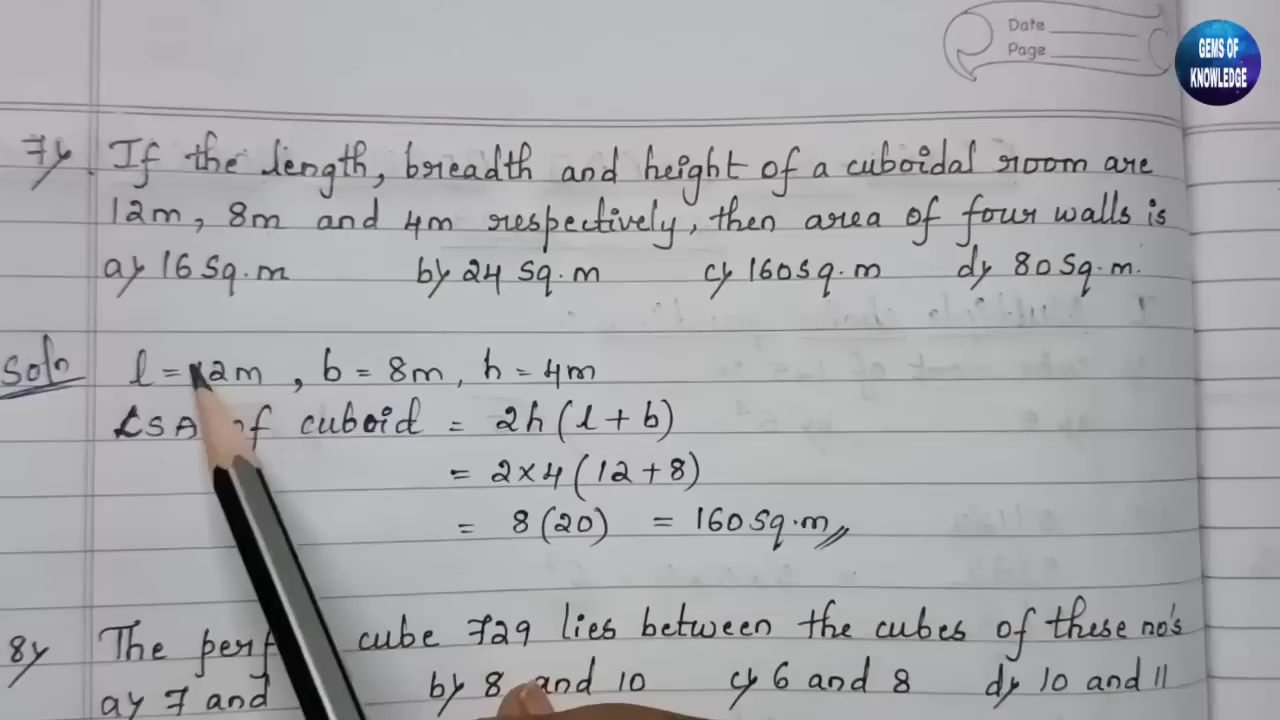 Date
Page
GEMS OF
KNOWLEDGE
7) If the length, breadth and height of a cuboidal room are
12m, 8m and 4m respectively, then area of four walls is
a) 16 Sq.m b) 24 Sq.m c) 160 Sq.m d) 80 Sq.m.
Soln l = 12m , b = 8m, h = 4m
LSA of cuboid = 2h (l + b)
= 2×4 (12 + 8)
= 8 (20) = 160 Sq.m
8) The cube 729 lies between the cubes of these no's
a) 7 and b) 8 and 10 c) 6 and 8 d) 10 and 11